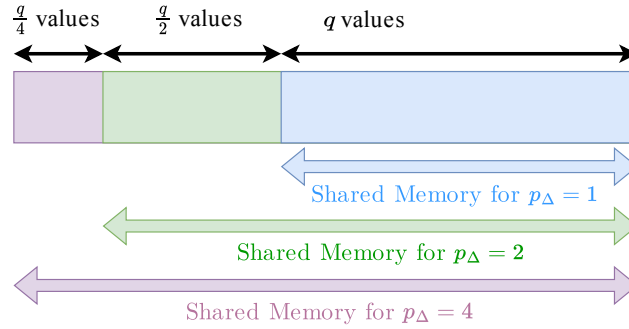 q/4 values q/2 values q values
Shared Memory for p_Δ = 1
Shared Memory for p_Δ = 2
Shared Memory for p_Δ = 4